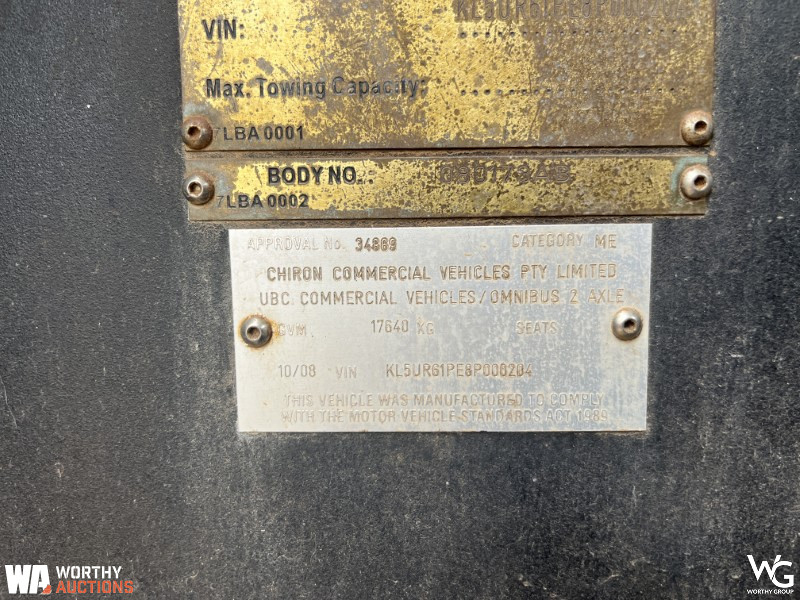 VIN:
Max. Towing Capacity:
7LBA 0001
BODY NO.:
7LBA 0002
APPROVAL No. 34869 CATEGORY ME
CHIRON COMMERCIAL VEHICLES PTY LIMITED
UBC COMMERCIAL VEHICLES/OMNIBUS 2 AXLE
GVM 17640 KG SEATS
10/08 VIN KL5UR61PE8P000204
THIS VEHICLE WAS MANUFACTURED TO COMPLY
WITH THE MOTOR VEHICLE STANDARDS ACT 1989
WA WORTHY AUCTIONS
WG
WORTHY GROUP